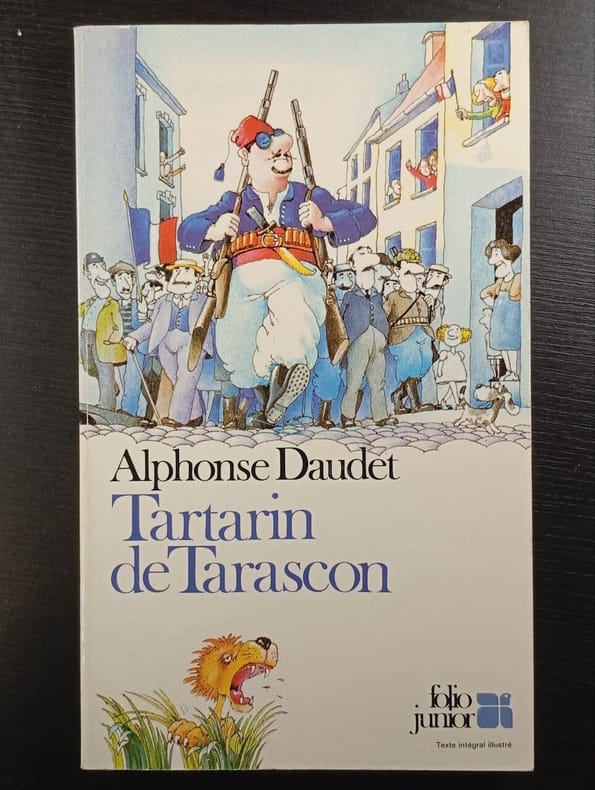 Alphonse Daudet
Tartarin
de Tarascon
folio
junior
Texte intégral illustré